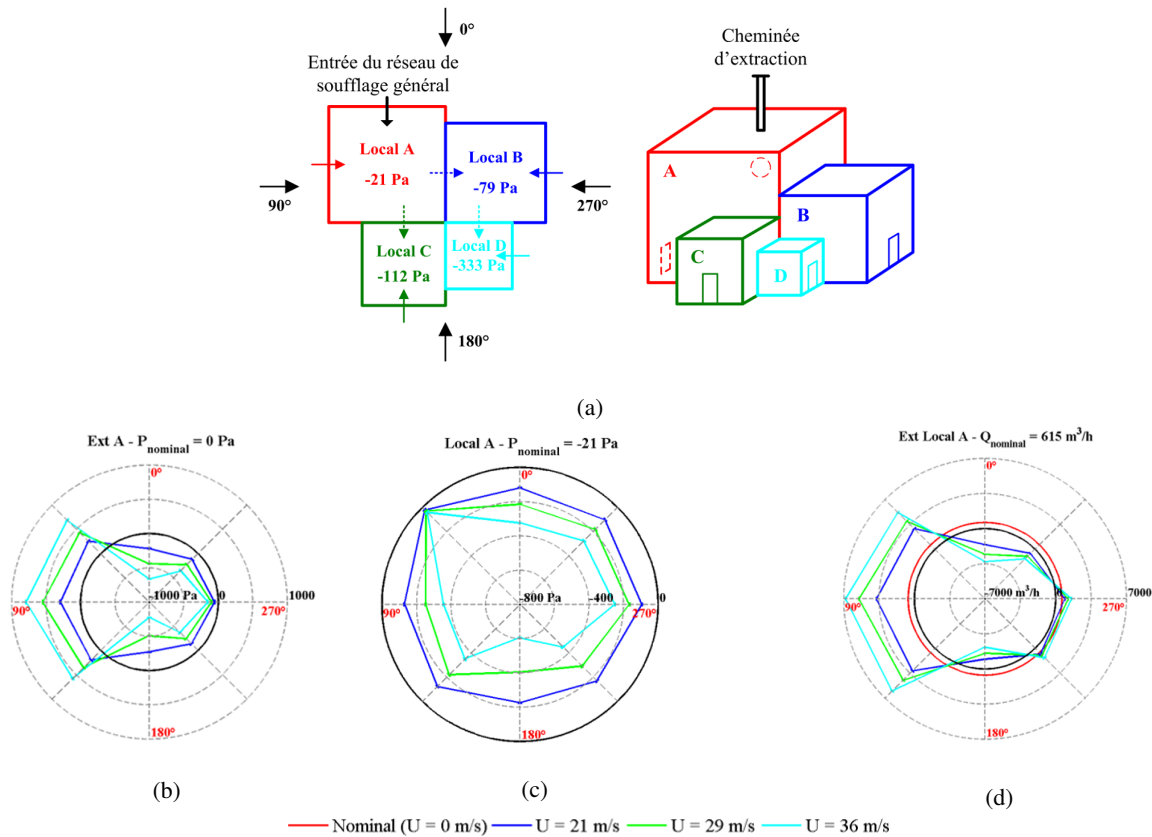 0°
Entrée du réseau de
soufflage général
Local A
-21 Pa
Local B
-79 Pa
90°
270°
Local C
-112 Pa
Local D
-333 Pa
180°
Cheminée
d'extraction
A
B
C
D
(a)
Ext A - P_nominal = 0 Pa
0°
-1000 Pa
0
1000
90°
270°
180°
(b)
Local A - P_nominal = -21 Pa
0°
-800 Pa
-400
0
90°
270°
180°
(c)
Ext Local A - Q_nominal = 615 m³/h
0°
-7000 m³/h
0
7000
90°
270°
180°
(d)
Nominal (U = 0 m/s)
U = 21 m/s
U = 29 m/s
U = 36 m/s